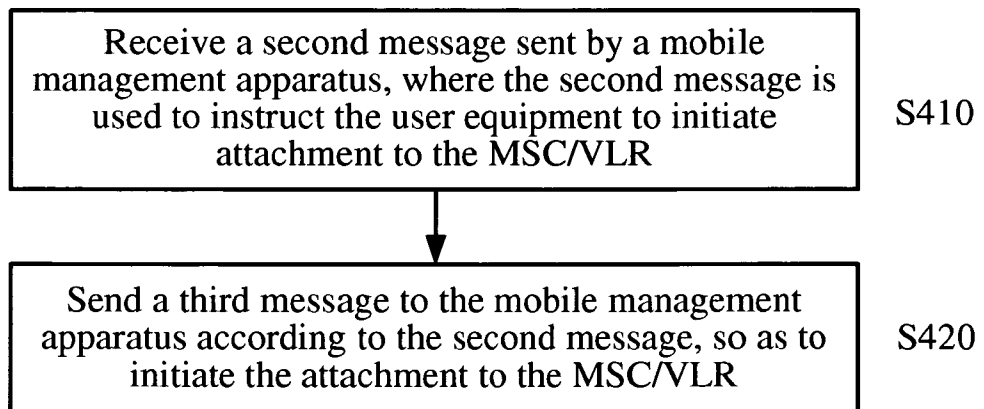 Receive a second message sent by a mobile
management apparatus, where the second message is
used to instruct the user equipment to initiate
attachment to the MSC/VLR
S410
Send a third message to the mobile management
apparatus according to the second message, so as to
initiate the attachment to the MSC/VLR
S420